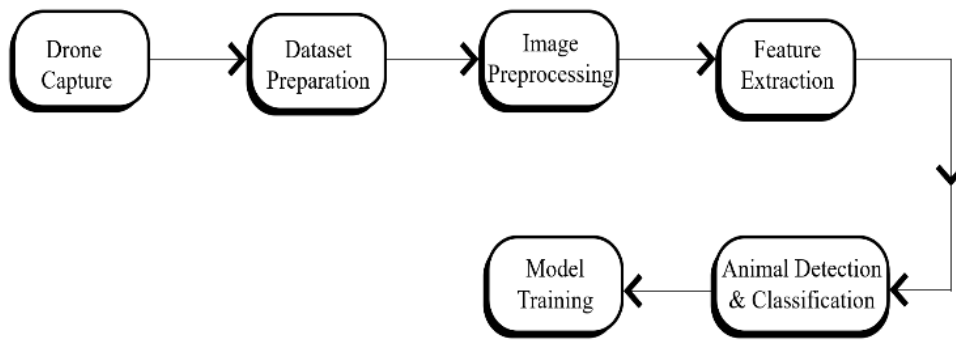 Drone
Capture
Dataset
Preparation
Image
Preprocessing
Feature
Extraction
Animal Detection
& Classification
Model
Training